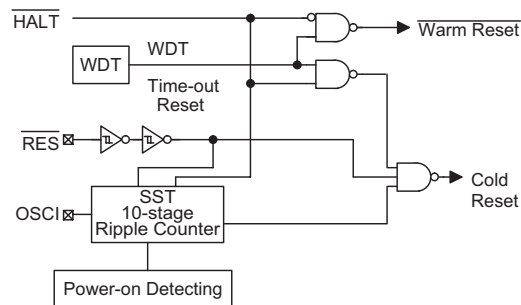 HALT
Warm Reset
WDT
WDT
Time-out
Reset
RES
Cold
Reset
OSCI
SST
10-stage
Ripple Counter
Power-on Detecting